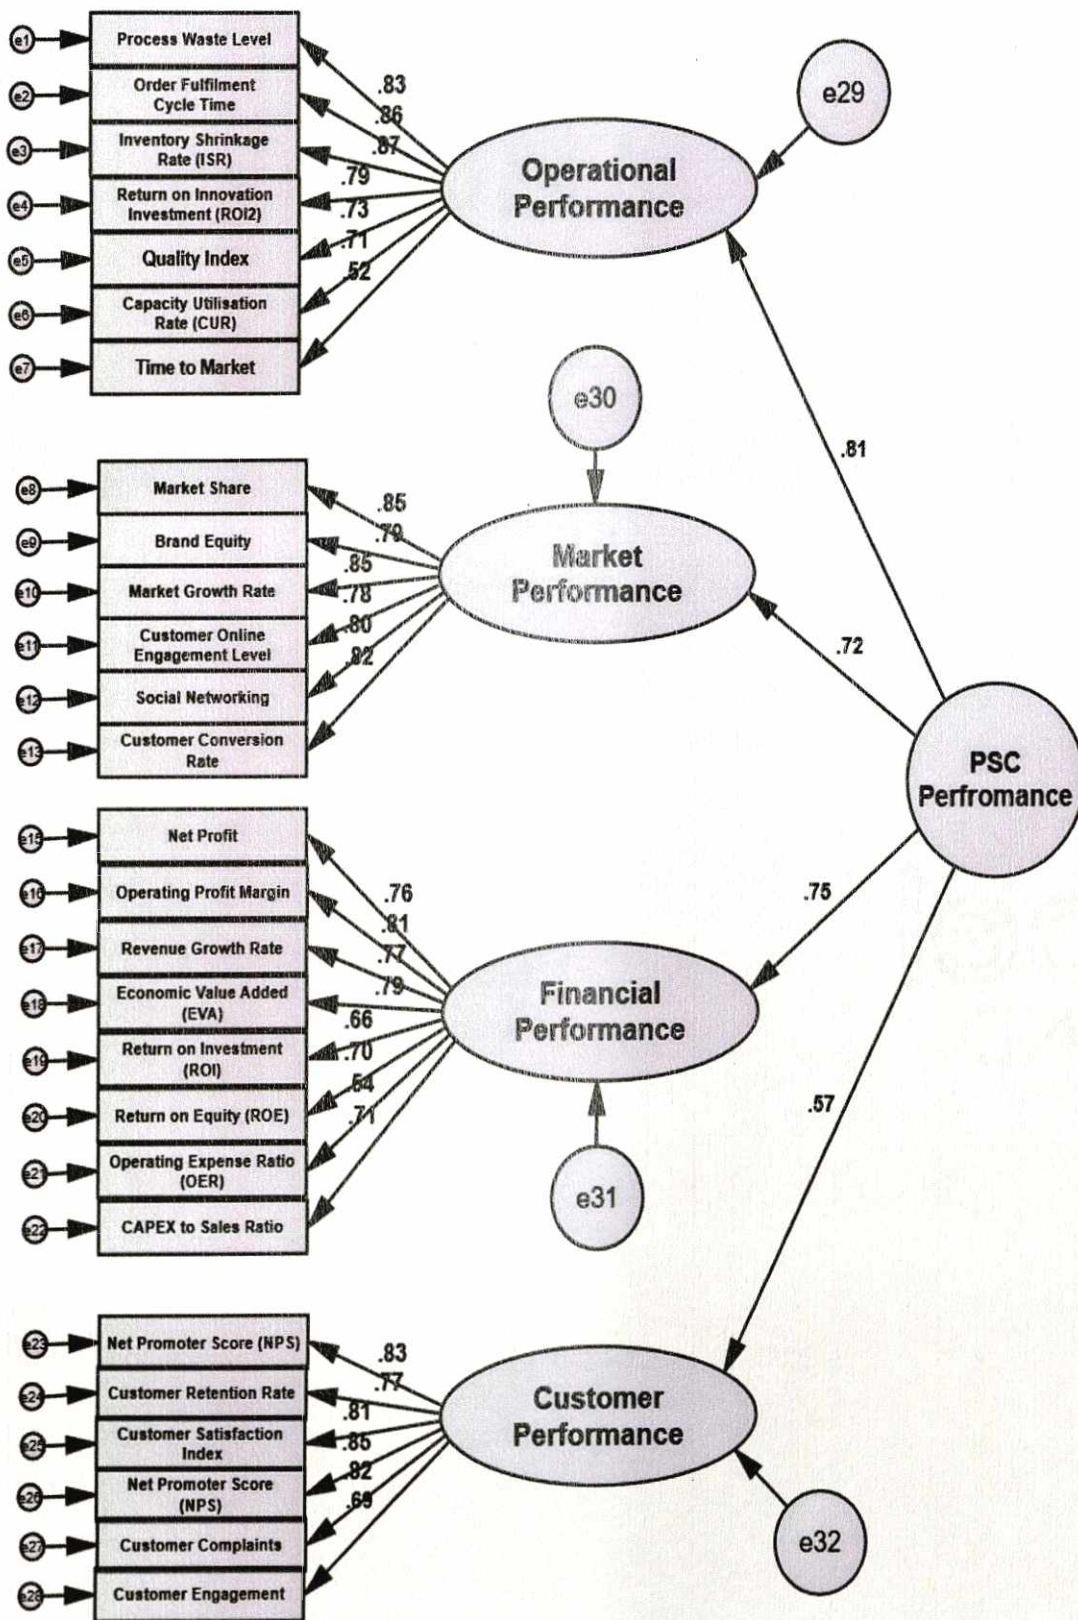 e1
Process Waste Level
e2
Order Fulfilment
Cycle Time
e3
Inventory Shrinkage
Rate (ISR)
e4
Return on Innovation
Investment (ROI2)
e5
Quality Index
e6
Capacity Utilisation
Rate (CUR)
e7
Time to Market
.83
.86
.87
.79
.73
.71
.52
Operational
Performance
e29
e30
.81
e8
Market Share
e9
Brand Equity
e10
Market Growth Rate
e11
Customer Online
Engagement Level
e12
Social Networking
e13
Customer Conversion
Rate
.85
.79
.85
.78
.80
.82
Market
Performance
.72
PSC
Perfromance
e15
Net Profit
e16
Operating Profit Margin
e17
Revenue Growth Rate
e18
Economic Value Added
(EVA)
e19
Return on Investment
(ROI)
e20
Return on Equity (ROE)
e21
Operating Expense Ratio
(OER)
e22
CAPEX to Sales Ratio
.76
.81
.77
.79
.66
.70
.54
.71
Financial
Performance
.75
e31
.57
e23
Net Promoter Score (NPS)
e24
Customer Retention Rate
e25
Customer Satisfaction
Index
e26
Net Promoter Score
(NPS)
e27
Customer Complaints
e28
Customer Engagement
.83
.77
.81
.85
.82
.69
Customer
Performance
e32